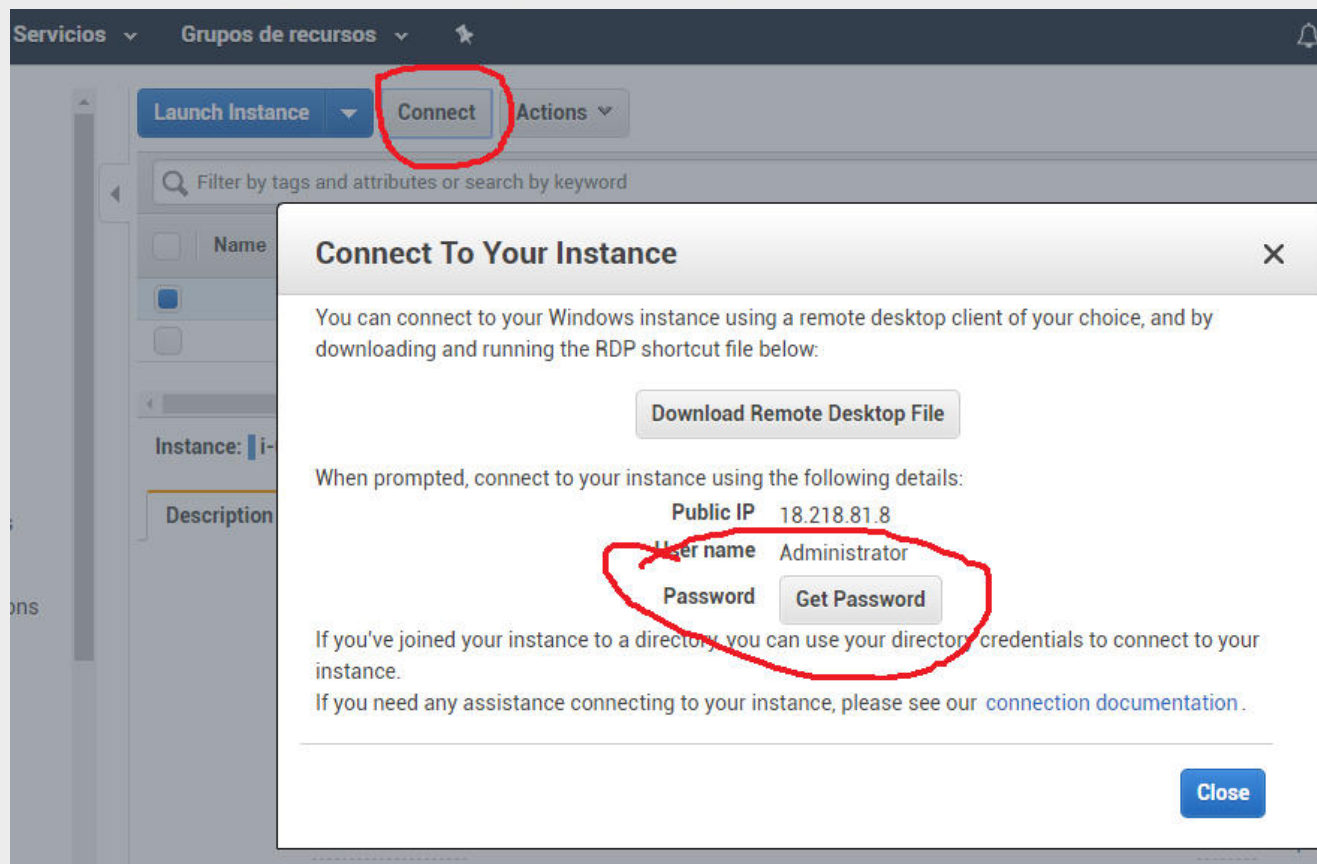 Servicios Grupos de recursos
Launch Instance Connect Actions
Filter by tags and attributes or search by keyword
Name
Connect To Your Instance
You can connect to your Windows instance using a remote desktop client of your choice, and by
downloading and running the RDP shortcut file below:
Download Remote Desktop File
Instance: i-
When prompted, connect to your instance using the following details:
Description
Public IP 18.218.81.8
User name Administrator
Password Get Password
ons
If you've joined your instance to a directory, you can use your directory credentials to connect to your
instance.
If you need any assistance connecting to your instance, please see our connection documentation.
Close